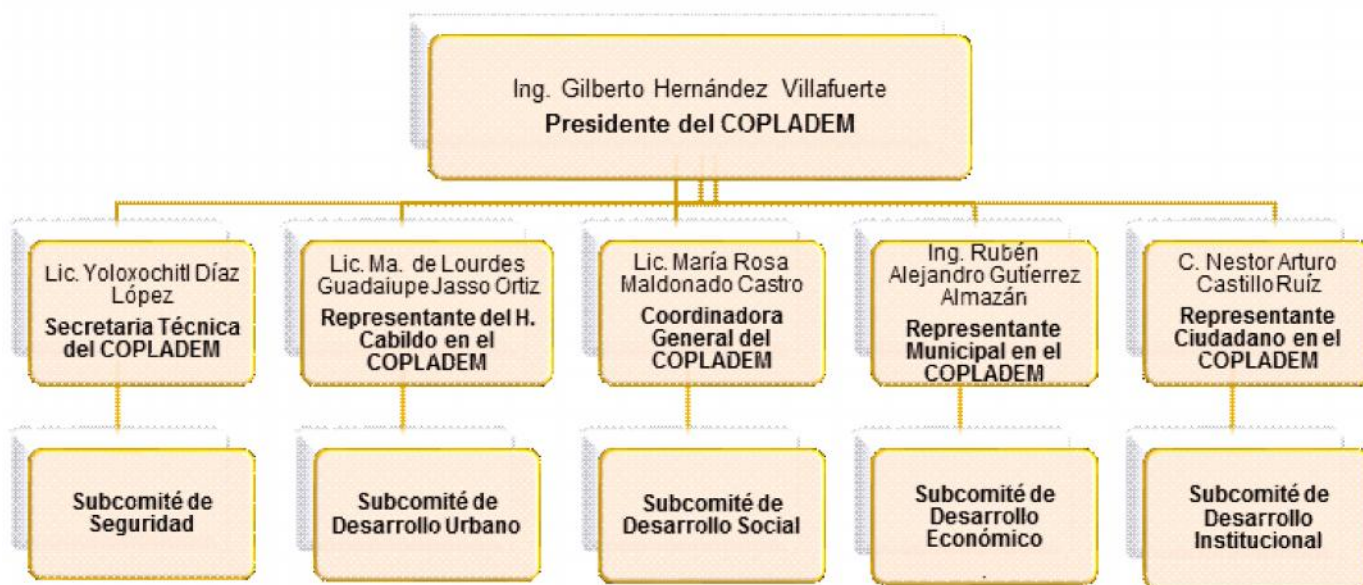 Ing. Gilberto Hernández Villafuerte
Presidente del COPLADEM
Lic. Yoloxochitl Díaz
López
Secretaria Técnica
del COPLADEM
Lic. Ma. de Lourdes
Guadalupe Jasso Ortiz
Representante del H.
Cabildo en el
COPLADEM
Lic. María Rosa
Maldonado Castro
Coordinadora
General del
COPLADEM
Ing. Rubén
Alejandro Gutíerrez
Almazán
Representante
Municipal en el
COPLADEM
C. Nestor Arturo
Castillo Ruíz
Representante
Ciudadano en el
COPLADEM
Subcomité de
Seguridad
Subcomité de
Desarrollo Urbano
Subcomité de
Desarrollo Social
Subcomité de
Desarrollo
Económico
.
Subcomité de
Desarrollo
Institucional